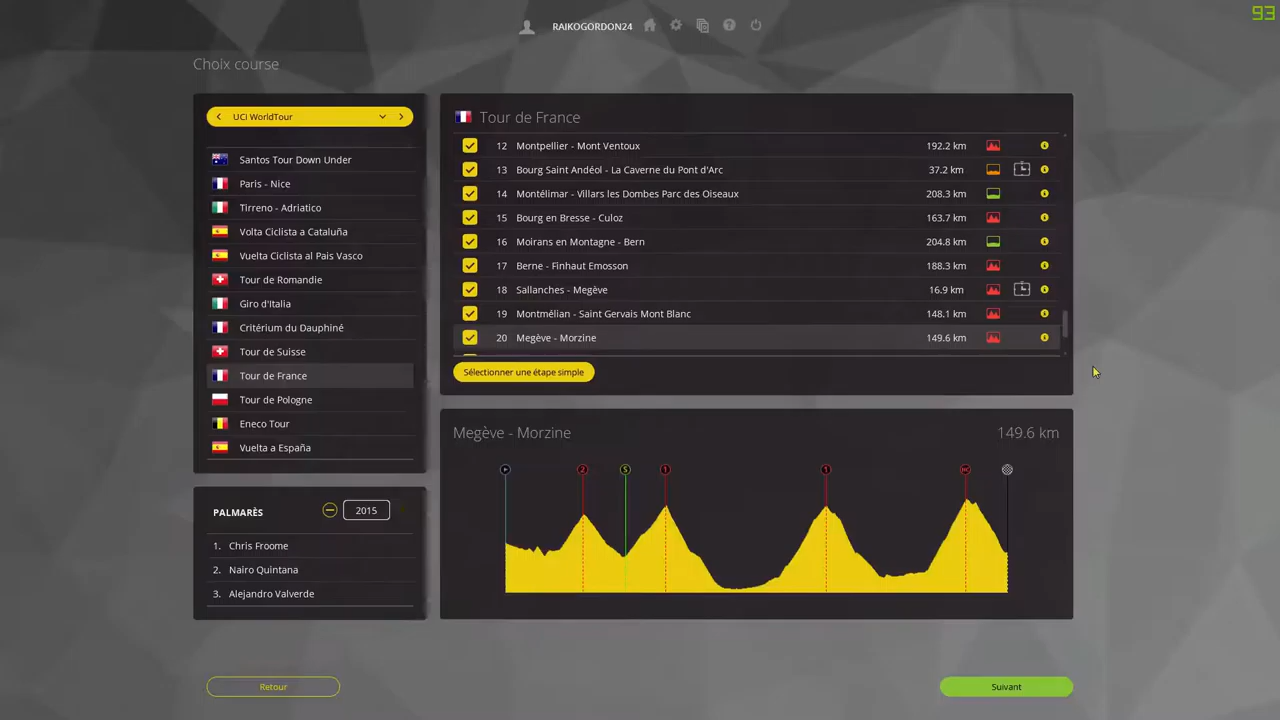 93
RAIKOGORDON24
Choix course
UCI WorldTour
Santos Tour Down Under
Paris - Nice
Tirreno - Adriatico
Volta Ciclista a Cataluña
Vuelta Ciclista al Pais Vasco
Tour de Romandie
Giro d'Italia
Critérium du Dauphiné
Tour de Suisse
Tour de France
Tour de Pologne
Eneco Tour
Vuelta a España
PALMARÈS 2015
1. Chris Froome
2. Nairo Quintana
3. Alejandro Valverde
Tour de France
12 Montpellier - Mont Ventoux 192.2 km
13 Bourg Saint Andéol - La Caverne du Pont d'Arc 37.2 km
14 Montélimar - Villars les Dombes Parc des Oiseaux 208.3 km
15 Bourg en Bresse - Culoz 163.7 km
16 Moirans en Montagne - Bern 204.8 km
17 Berne - Finhaut Emosson 188.3 km
18 Sallanches - Megève 16.9 km
19 Montmélian - Saint Gervais Mont Blanc 148.1 km
20 Megève - Morzine 149.6 km
Sélectionner une étape simple
Megève - Morzine 149.6 km
2 S 1 1 HC
Retour
Suivant